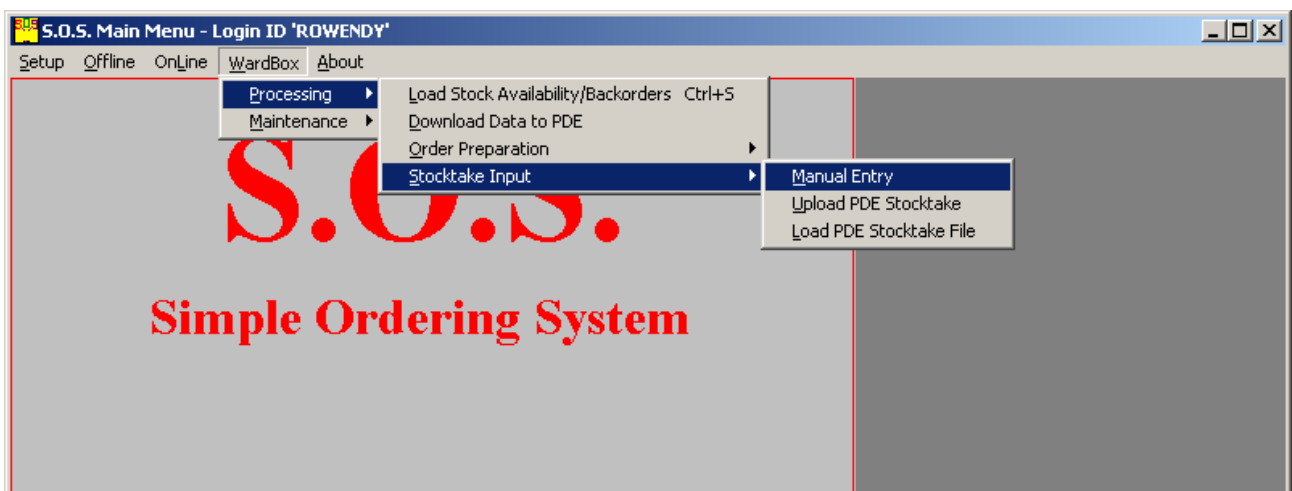 S.O.S. Main Menu - Login ID 'ROWENDY'
Setup Offline OnLine WardBox About
Processing Load Stock Availability/Backorders Ctrl+S
Maintenance Download Data to PDE
Order Preparation
Stocktake Input Manual Entry
Upload PDE Stocktake
Load PDE Stocktake File
S.O.S.
Simple Ordering System